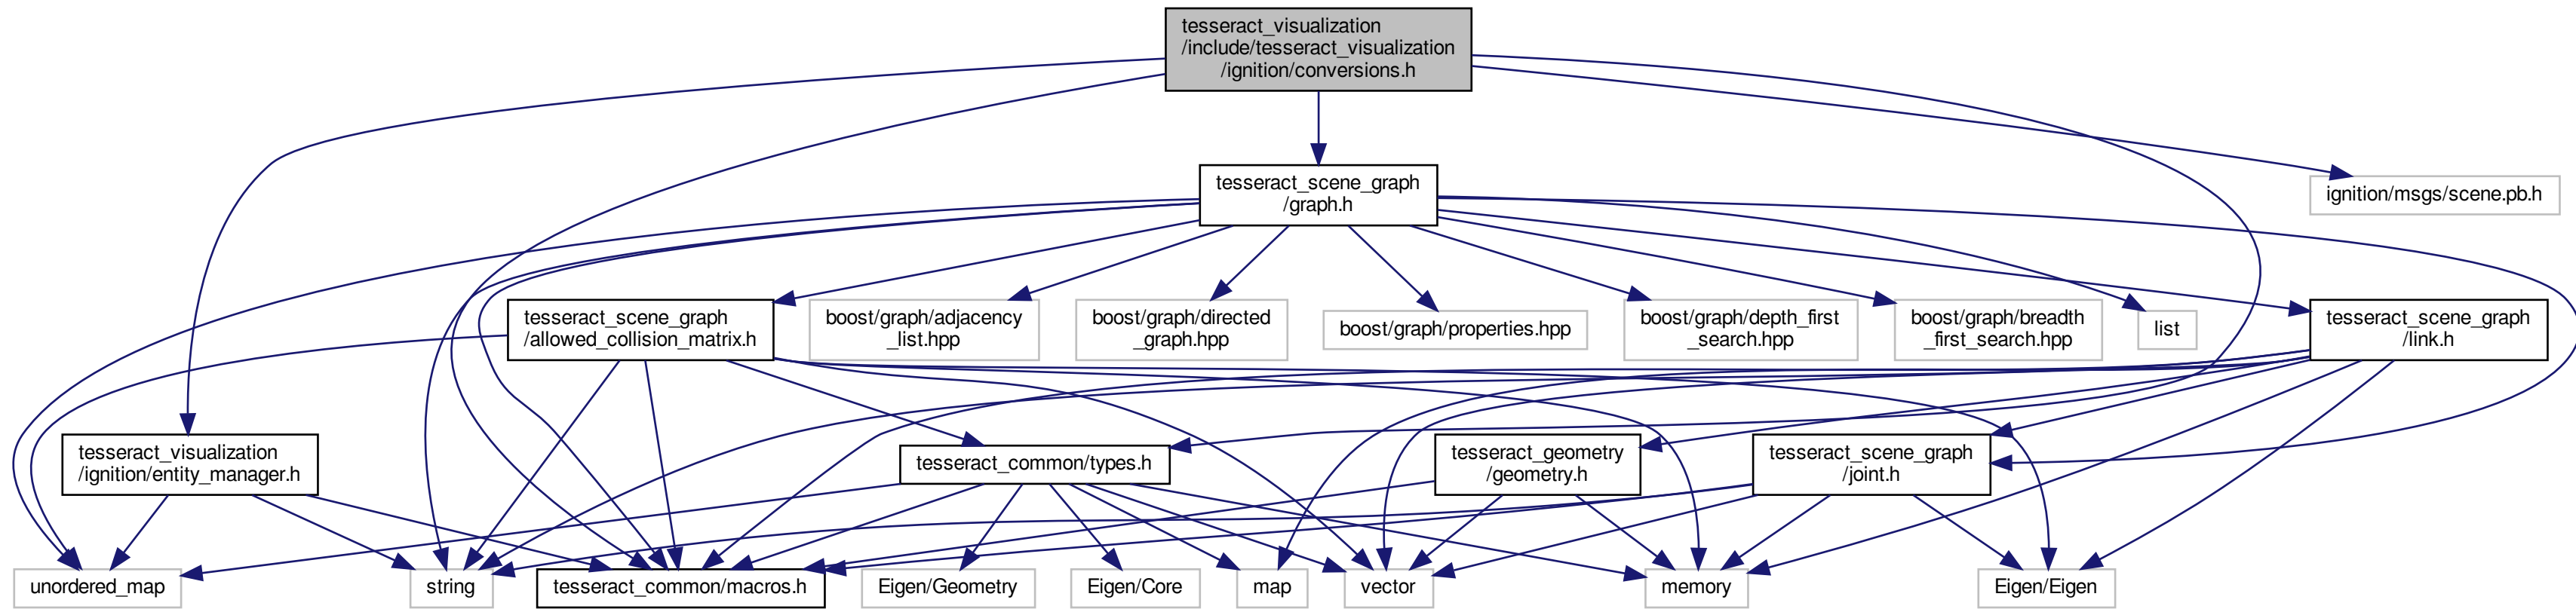 tesseract_visualization
/include/tesseract_visualization
/ignition/conversions.h
tesseract_scene_graph
/graph.h
ignition/msgs/scene.pb.h
tesseract_scene_graph
/allowed_collision_matrix.h
boost/graph/adjacency
_list.hpp
boost/graph/directed
_graph.hpp
boost/graph/properties.hpp
boost/graph/depth_first
_search.hpp
boost/graph/breadth
_first_search.hpp
list
tesseract_scene_graph
/link.h
tesseract_visualization
/ignition/entity_manager.h
tesseract_common/types.h
tesseract_geometry
/geometry.h
tesseract_scene_graph
/joint.h
unordered_map
string
tesseract_common/macros.h
Eigen/Geometry
Eigen/Core
map
vector
memory
Eigen/Eigen